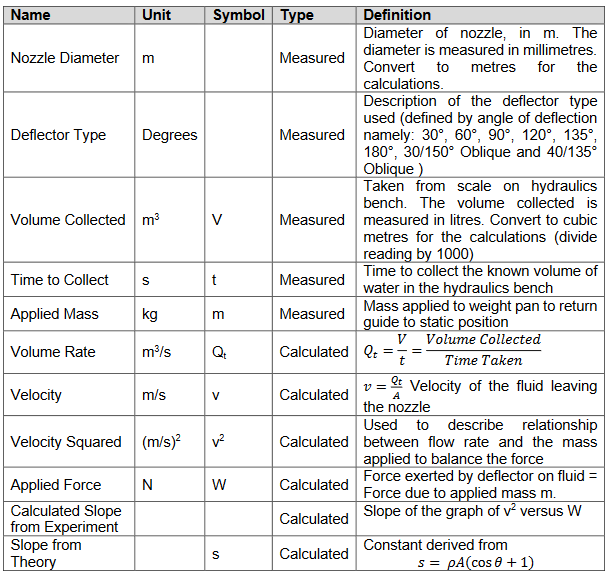 Name Unit Symbol Type Definition
Nozzle Diameter m Measured Diameter of nozzle, in m. The
diameter is measured in millimetres.
Convert to metres for the
calculations.
Deflector Type Degrees Measured Description of the deflector type
used (defined by angle of deflection
namely: 30°, 60°, 90°, 120°, 135°,
180°, 30/150° Oblique and 40/135°
Oblique )
Volume Collected m³ V Measured Taken from scale on hydraulics
bench. The volume collected is
measured in litres. Convert to cubic
metres for the calculations (divide
reading by 1000)
Time to Collect s t Measured Time to collect the known volume of
water in the hydraulics bench
Applied Mass kg m Measured Mass applied to weight pan to return
guide to static position
Volume Rate m³/s Qt Calculated Qt = V/t = Volume Collected/Time Taken
Velocity m/s v Calculated v = Qt/A Velocity of the fluid leaving
the nozzle
Velocity Squared (m/s)² v² Calculated Used to describe relationship
between flow rate and the mass
applied to balance the force
Applied Force N W Calculated Force exerted by deflector on fluid =
Force due to applied mass m.
Calculated Slope
from Experiment Calculated Slope of the graph of v² versus W
Slope from
Theory s Calculated Constant derived from
s = ρA(cos θ + 1)